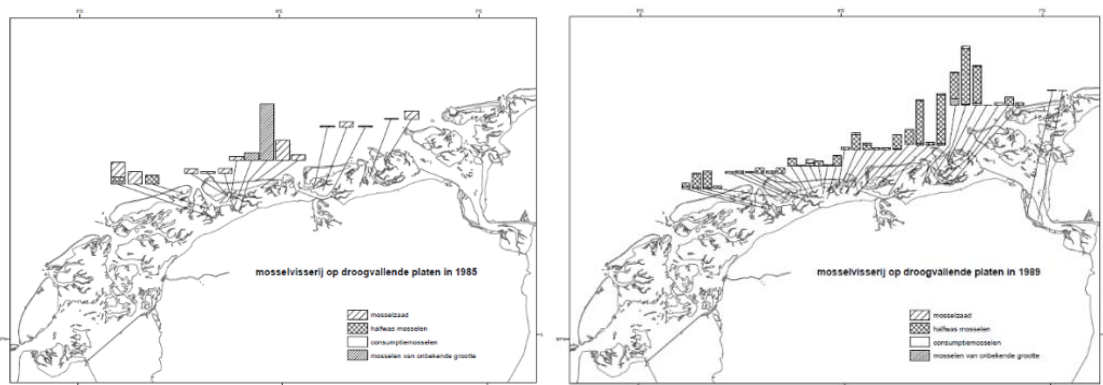 mosselvisserij op droogvallende platen in 1985
mosselzaad
halfwas mosselen
consumptiemosselen
mosselen van onbekende grootte
mosselvisserij op droogvallende platen in 1989
mosselzaad
halfwas mosselen
consumptiemosselen
mosselen van onbekende grootte